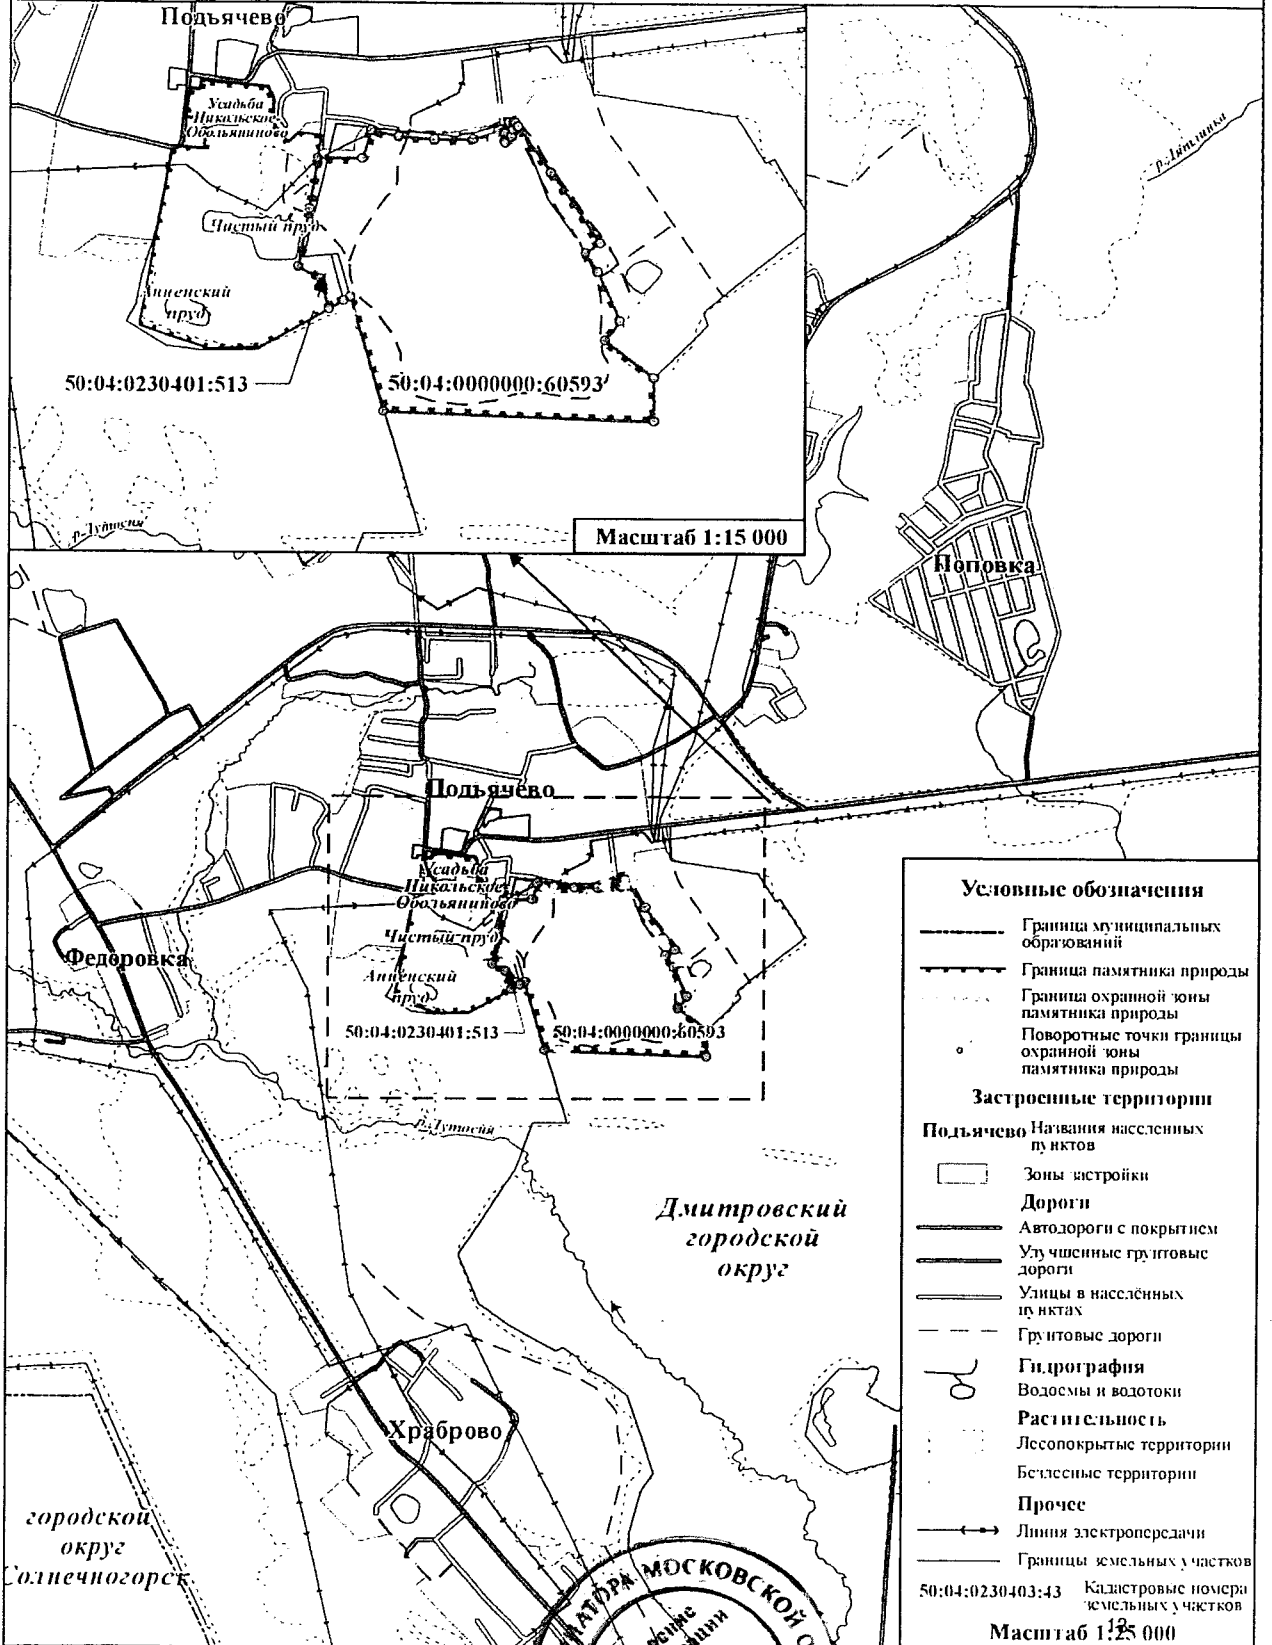 Подъячево
Усадьба
Никольское
Обольяниново
р. Лятлинка
Чистый пруд
Анненский
пруд
50:04:0230401:513
50:04:0000000:60593
р. Лутосня
Масштаб 1:15 000
Поповка
Подьячево
Усадьба
Никольское
Обольяниново
Чистый пруд
Федоровка
Анненский
пруд
50:04:0230401:513
50:04:0000000:60593
р. Лутосня
Дмитровский
городской
округ
Храброво
городской
округ
Солнечногорск
Условные обозначения
Граница муниципальных
образований
Граница памятника природы
Граница охранной зоны
памятника природы
Поворотные точки границы
охранной зоны
памятника природы
Застроенные территории
Подъячево Названия населенных
пунктов
Зоны застройки
Дороги
Автодороги с покрытием
Улучшенные грунтовые
дороги
Улицы в населённых
пунктах
Грунтовые дороги
Гидрография
Водоемы и водотоки
Растительность
Лесопокрытые территории
Безлесные территории
Прочее
Линия электропередачи
Границы земельных участков
50:04:0230403:43 Кадастровые номера
земельных участков
12
Масштаб 1:25 000
МОСКОВСКОЙ